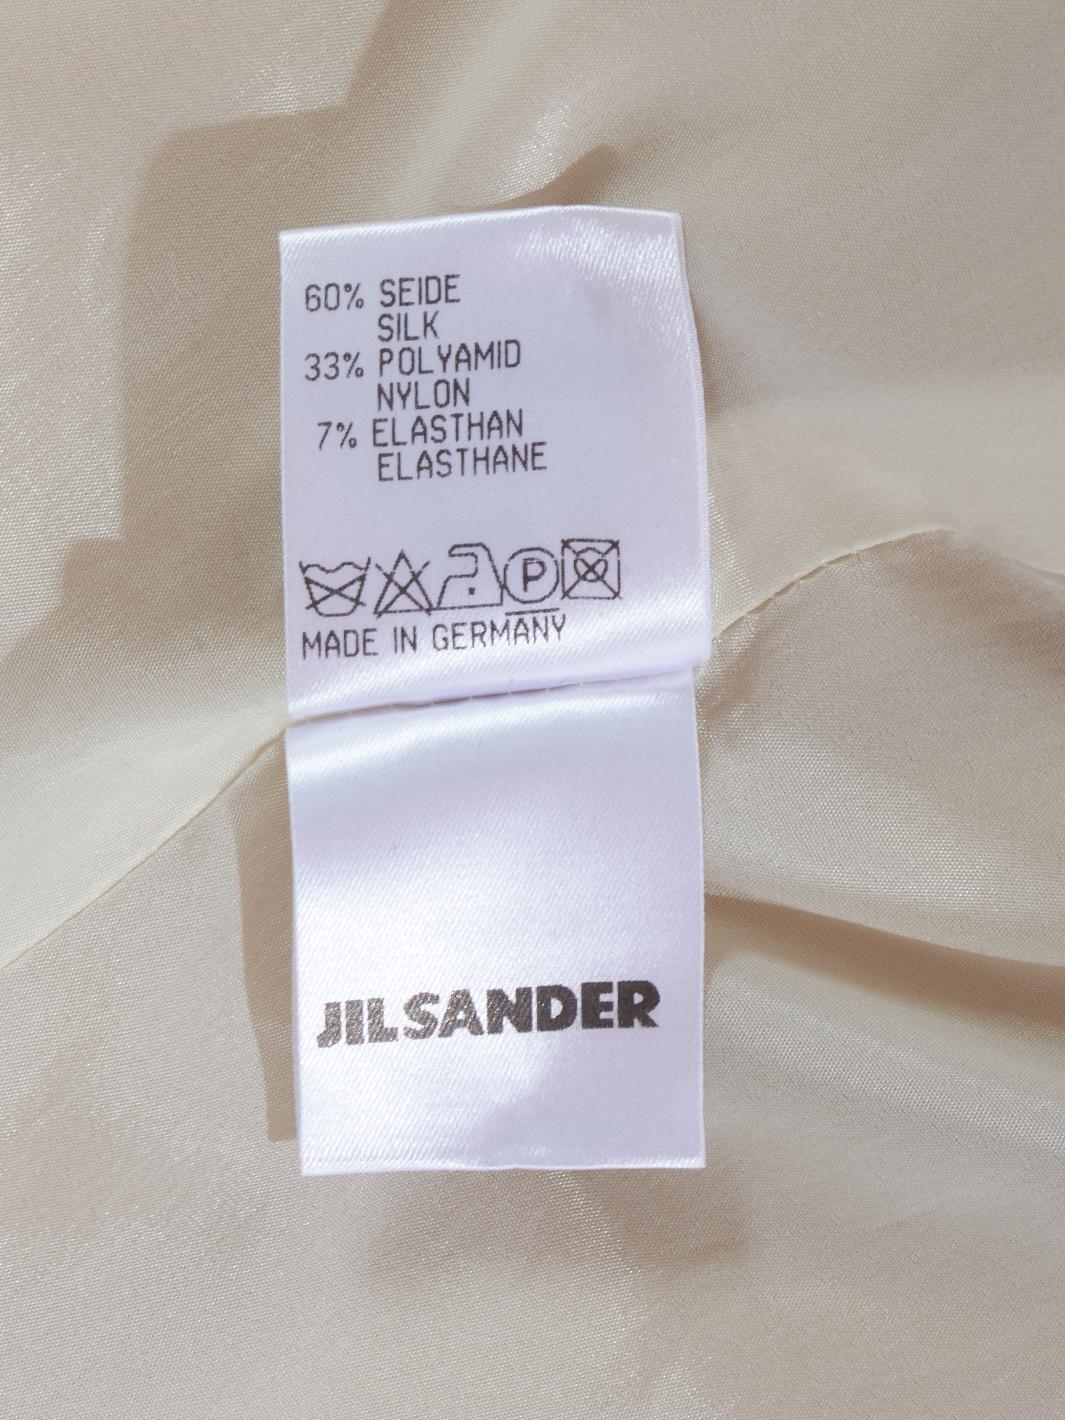 60% SEIDE
SILK
33% POLYAMID
NYLON
7% ELASTHAN
ELASTHANE
P
MADE IN GERMANY
JILSANDER